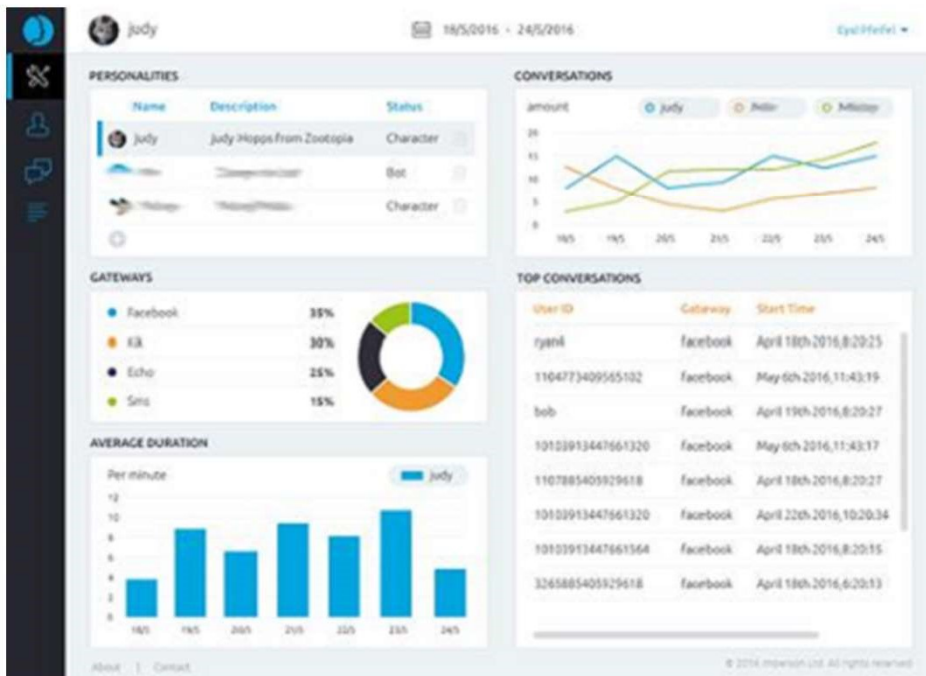 judy
18/5/2016 - 24/5/2016
PERSONALITIES
Name Description Status
Judy Judy Hopps from Zootopia Character
Bot
Character
CONVERSATIONS
amount judy
20
15
10
5
0
18/5 19/5 20/5 21/5 22/5 23/5 24/5
GATEWAYS
Facebook 35%
Kik 30%
Echo 25%
Sms 15%
TOP CONVERSATIONS
User ID Gateway Start Time
ryan4 facebook April 18th 2016,8:20:25
1104773409565102 facebook May 6th 2016,11:43:19
bob facebook April 19th 2016,8:20:27
10103913447661320 facebook May 6th 2016,11:43:17
1107885405929618 facebook April 18th 2016,8:20:27
10103913447661320 facebook April 22th 2016,10:20:34
10103913447661564 facebook April 18th 2016,8:20:15
3265885405929618 facebook April 18th 2016,6:20:13
AVERAGE DURATION
Per minute judy
12
10
8
6
4
2
0
18/5 19/5 20/5 21/5 22/5 23/5 24/5
About | Contact
© 2016 Ltd. All rights reserved